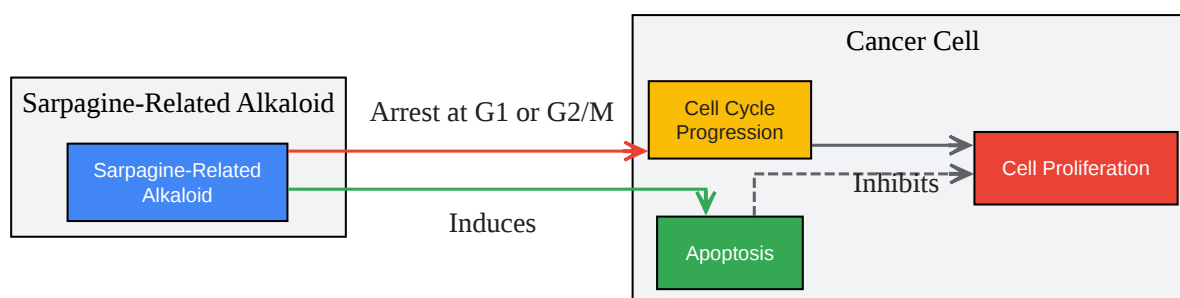 Sarpagine-Related Alkaloid
Sarpagine-Related
Alkaloid
Arrest at G1 or G2/M
Induces
Cancer Cell
Cell Cycle
Progression
Inhibits
Cell Proliferation
Apoptosis